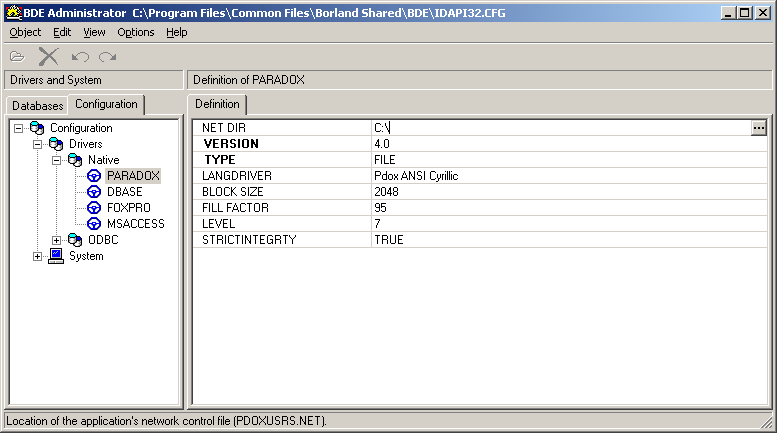 BDE Administrator C:\Program Files\Common Files\Borland Shared\BDE\IDAPI32.CFG
Object Edit View Options Help
Drivers and System
Definition of PARADOX
Databases Configuration
Configuration
Drivers
Native
PARADOX
DBASE
FOXPRO
MSACCESS
ODBC
System
Definition
NET DIR C:\
VERSION 4.0
TYPE FILE
LANGDRIVER Pdox ANSI Cyrillic
BLOCK SIZE 2048
FILL FACTOR 95
LEVEL 7
STRICTINTEGRTY TRUE
Location of the application's network control file (PDOXUSRS.NET).